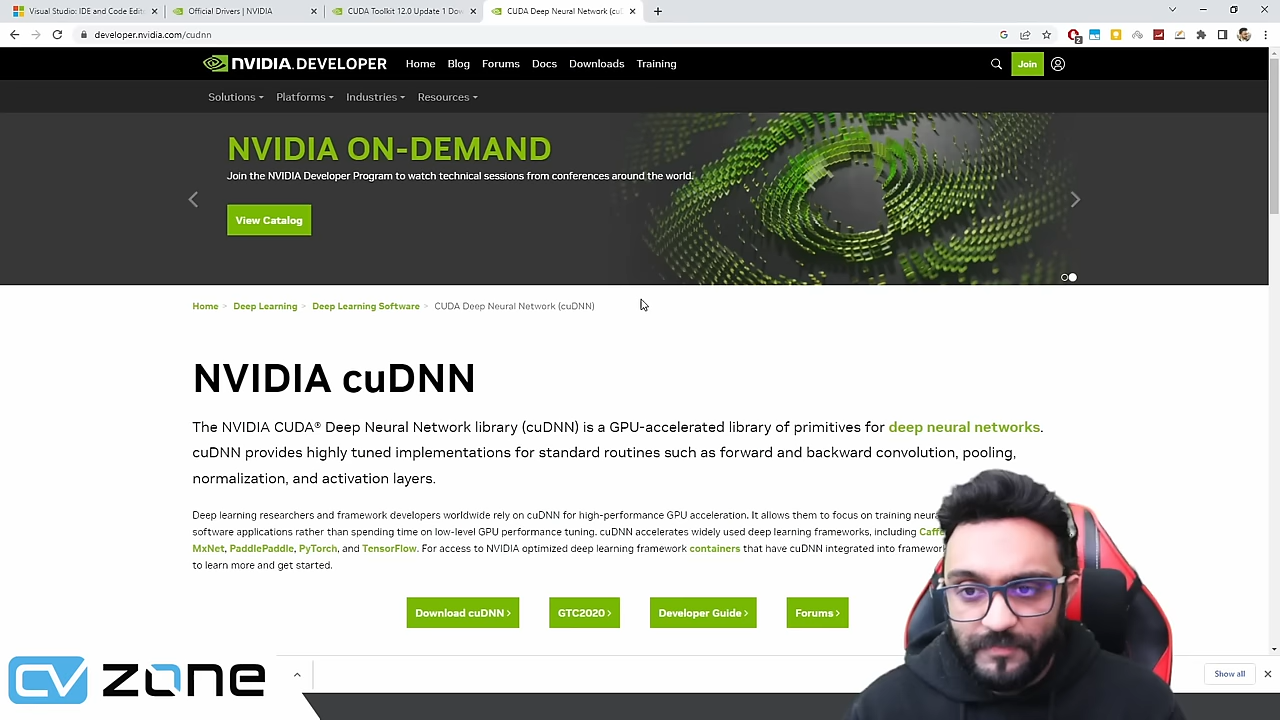 Visual Studio: IDE and Code Edit
Official Drivers | NVIDIA
CUDA Toolkit 12.0 Update 1 Dow
CUDA Deep Neural Network (cu
developer.nvidia.com/cudnn
NVIDIA. DEVELOPER
Home
Blog
Forums
Docs
Downloads
Training
Join
Solutions
Platforms
Industries
Resources
NVIDIA ON-DEMAND
Join the NVIDIA Developer Program to watch technical sessions from conferences around the world.
View Catalog
Home > Deep Learning > Deep Learning Software > CUDA Deep Neural Network (cuDNN)
NVIDIA cuDNN
The NVIDIA CUDA® Deep Neural Network library (cuDNN) is a GPU-accelerated library of primitives for deep neural networks.
cuDNN provides highly tuned implementations for standard routines such as forward and backward convolution, pooling,
normalization, and activation layers.
Deep learning researchers and framework developers worldwide rely on cuDNN for high-performance GPU acceleration. It allows them to focus on training neura
software applications rather than spending time on low-level GPU performance tuning. cuDNN accelerates widely used deep learning frameworks, including Caff
MxNet, PaddlePaddle, PyTorch, and TensorFlow. For access to NVIDIA optimized deep learning framework containers that have cuDNN integrated into framewor
to learn more and get started.
Download cuDNN >
GTC2020 >
Developer Guide >
Forums >
CV ZONE
Show all